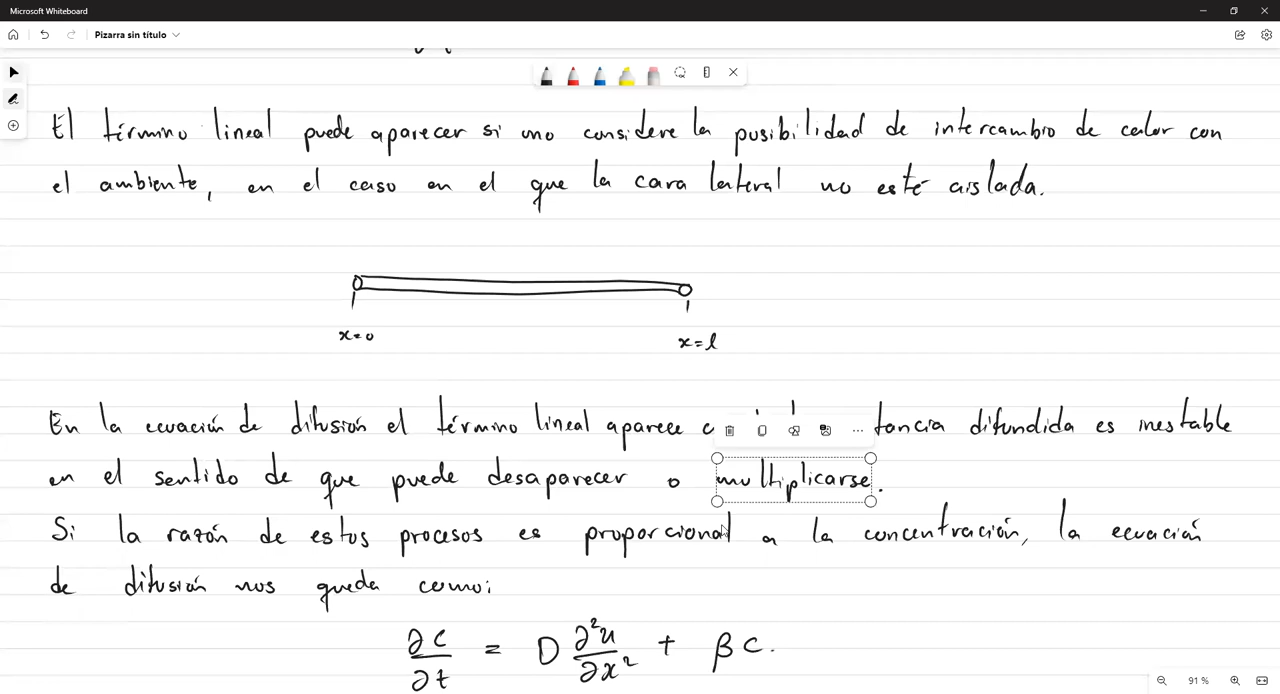 Microsoft Whiteboard
Pizarra sin título
El término lineal puede aparecer si uno considere la posibilidad de intercambio de calor con
el ambiente, en el caso en el que la cara lateral no esté aislada.
x=0
x=l
En la ecuación de difusión el término lineal aparece tancia difundida es inestable
en el sentido de que puede desaparecer o multiplicarse.
Si la razón de estos procesos es proporcional a la concentración, la ecuación
de difusión nos queda como:
∂C/∂t = D ∂²u/∂x² + βC.
91 %